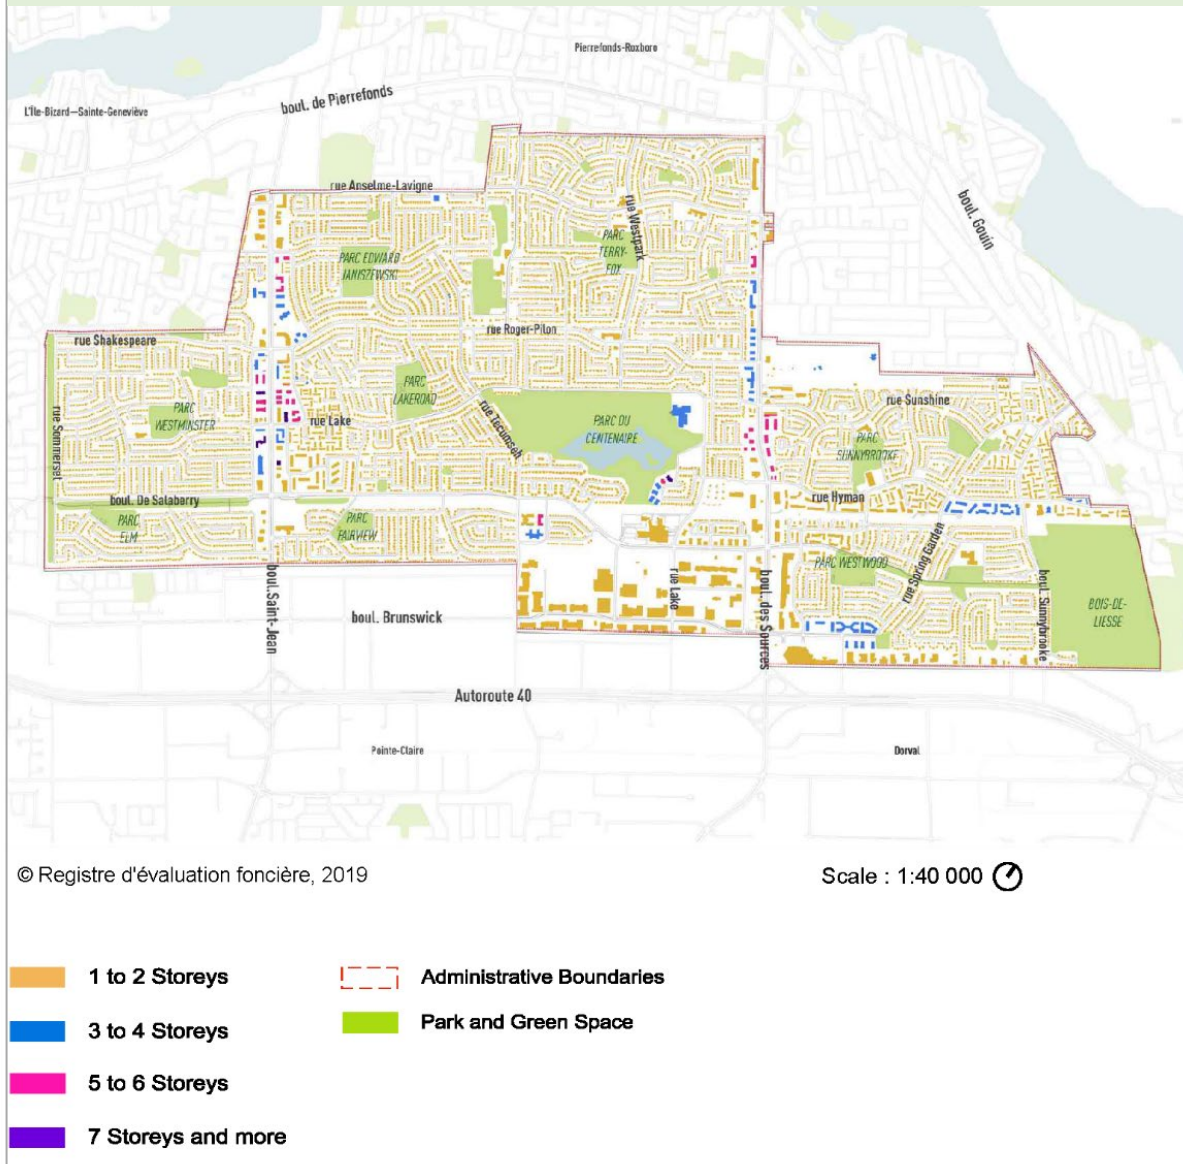 Pierrefonds-Roxboro
boul. de Pierrefonds
L'Île-Bizard—Sainte-Geneviève
rue Anselme-Lavigne
rue Westpark
boul. Gouin
PARC
TERRY-
FOX
PARC EDWARD
JANISZEWSKI
rue Roger-Pilon
rue Shakespeare
PARC
LAKEROAD
rue Sunshine
rue Sommerset
PARC
WESTMINSTER
rue Lake
rue Tecumseh
PARC DU
CENTENAIRE
PARC
SUNNYBROOKE
boul. De Salaberry
rue Hyman
PARC
ELM
PARC
FAIRVIEW
rue Spring Garden
PARC WESTWOOD
boul. Saint-Jean
rue Lake
boul. des Sources
boul. Sunnybrooke
BOIS-DE-
LIESSE
boul. Brunswick
Autoroute 40
Pointe-Claire
Dorval
© Registre d'évaluation foncière, 2019
Scale : 1:40 000
1 to 2 Storeys
Administrative Boundaries
3 to 4 Storeys
Park and Green Space
5 to 6 Storeys
7 Storeys and more